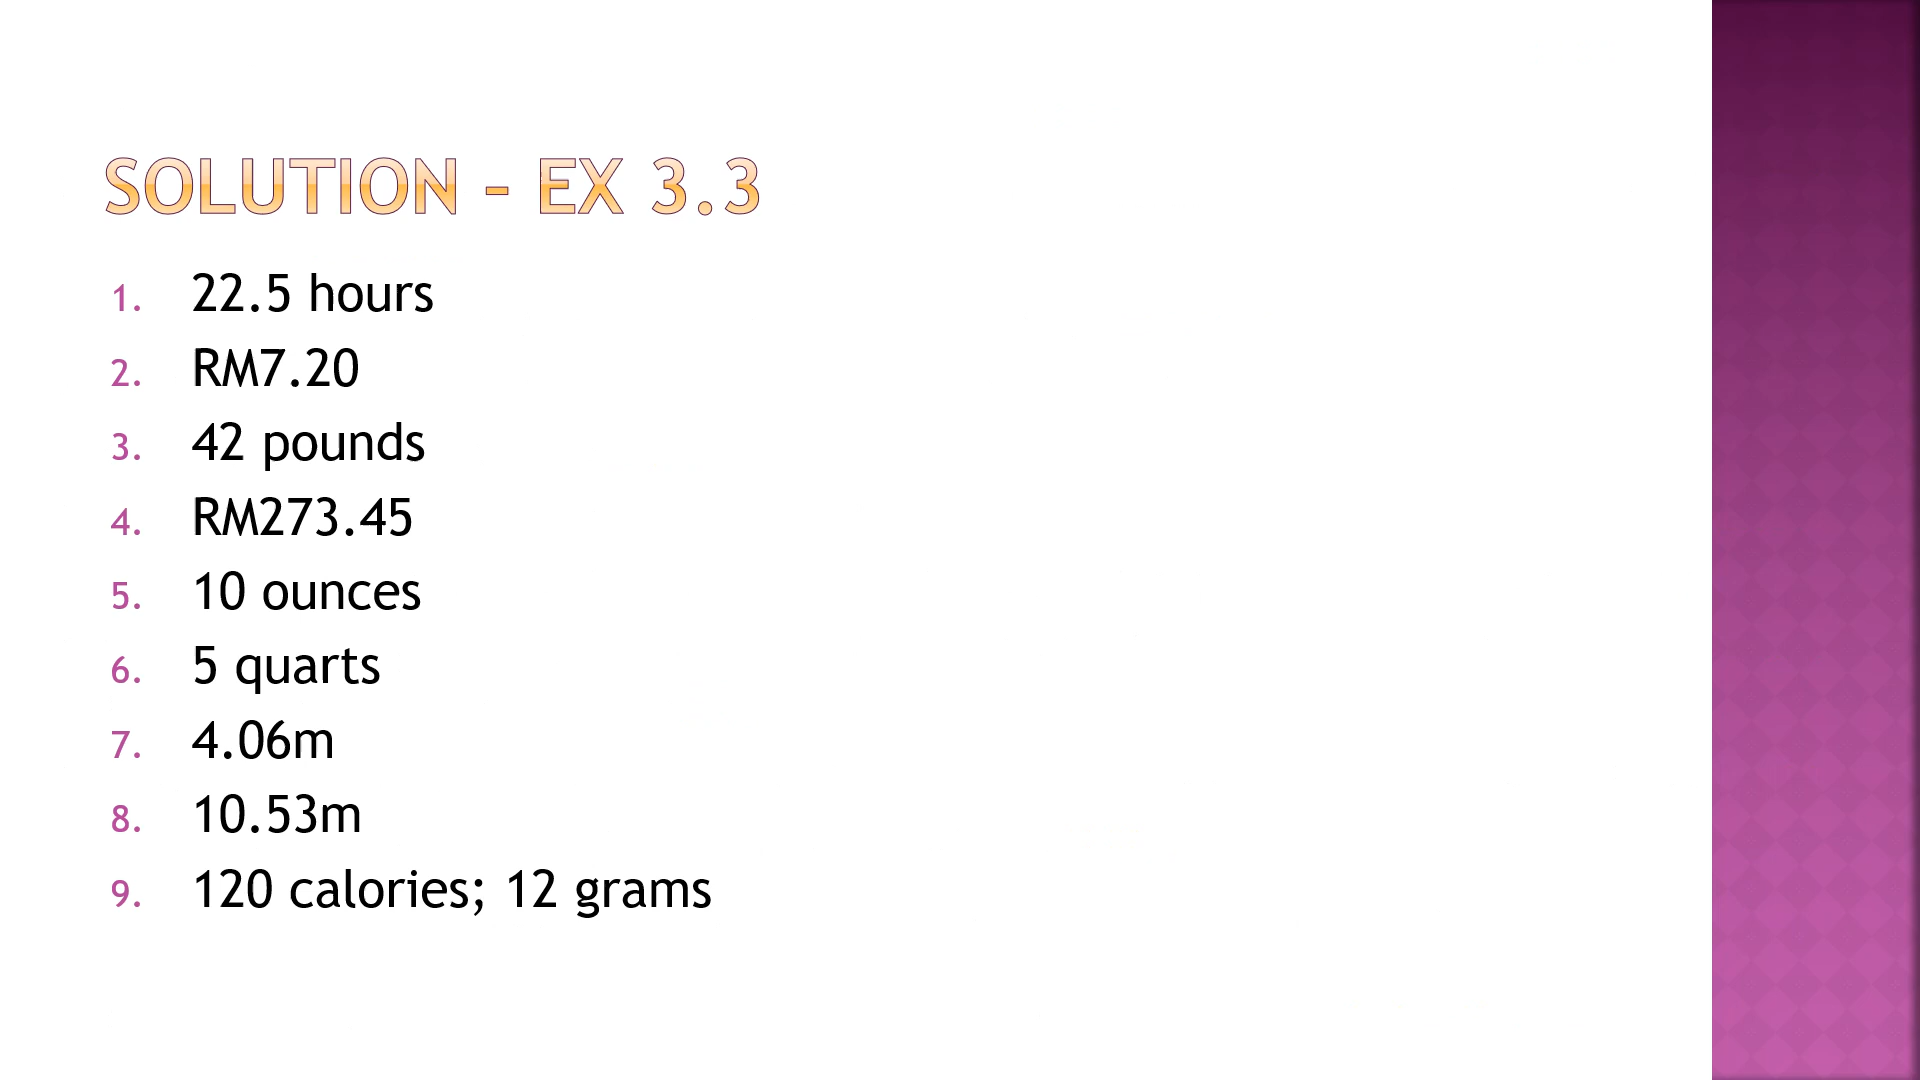 SOLUTION – EX 3.3
1. 22.5 hours
2. RM7.20
3. 42 pounds
4. RM273.45
5. 10 ounces
6. 5 quarts
7. 4.06m
8. 10.53m
9. 120 calories; 12 grams